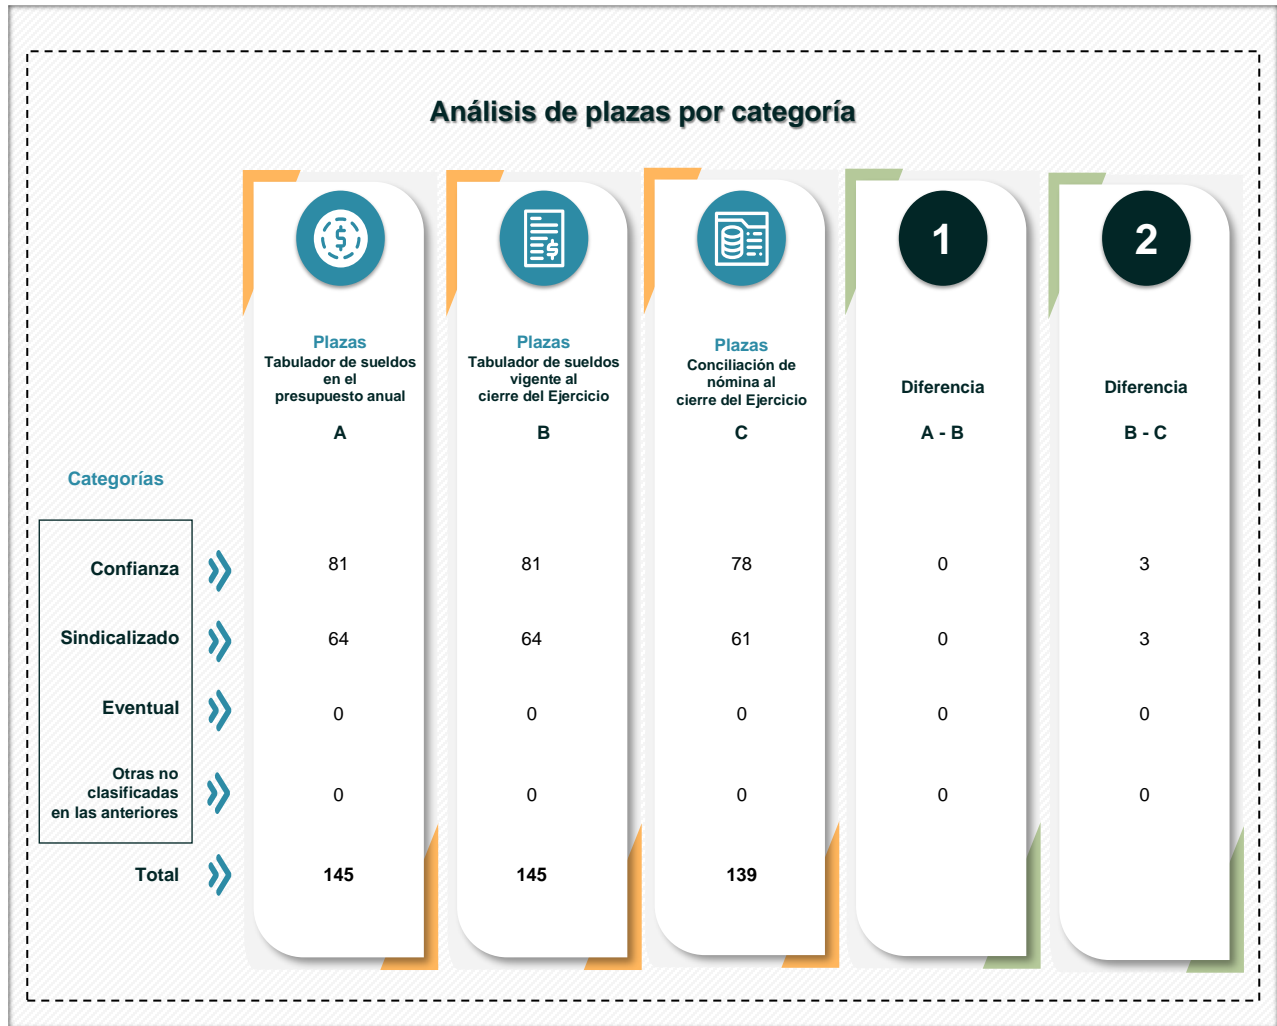 Análisis de plazas por categoría
1
2
Plazas
Tabulador de sueldos
en el
presupuesto anual
A
Plazas
Tabulador de sueldos
vigente al
cierre del Ejercicio
B
Plazas
Conciliación de
nómina al
cierre del Ejercicio
C
Diferencia
A - B
Diferencia
B - C
Categorías
Confianza 81 81 78 0 3
Sindicalizado 64 64 61 0 3
Eventual 0 0 0 0 0
Otras no
clasificadas
en las anteriores
0 0 0 0 0
Total 145 145 139